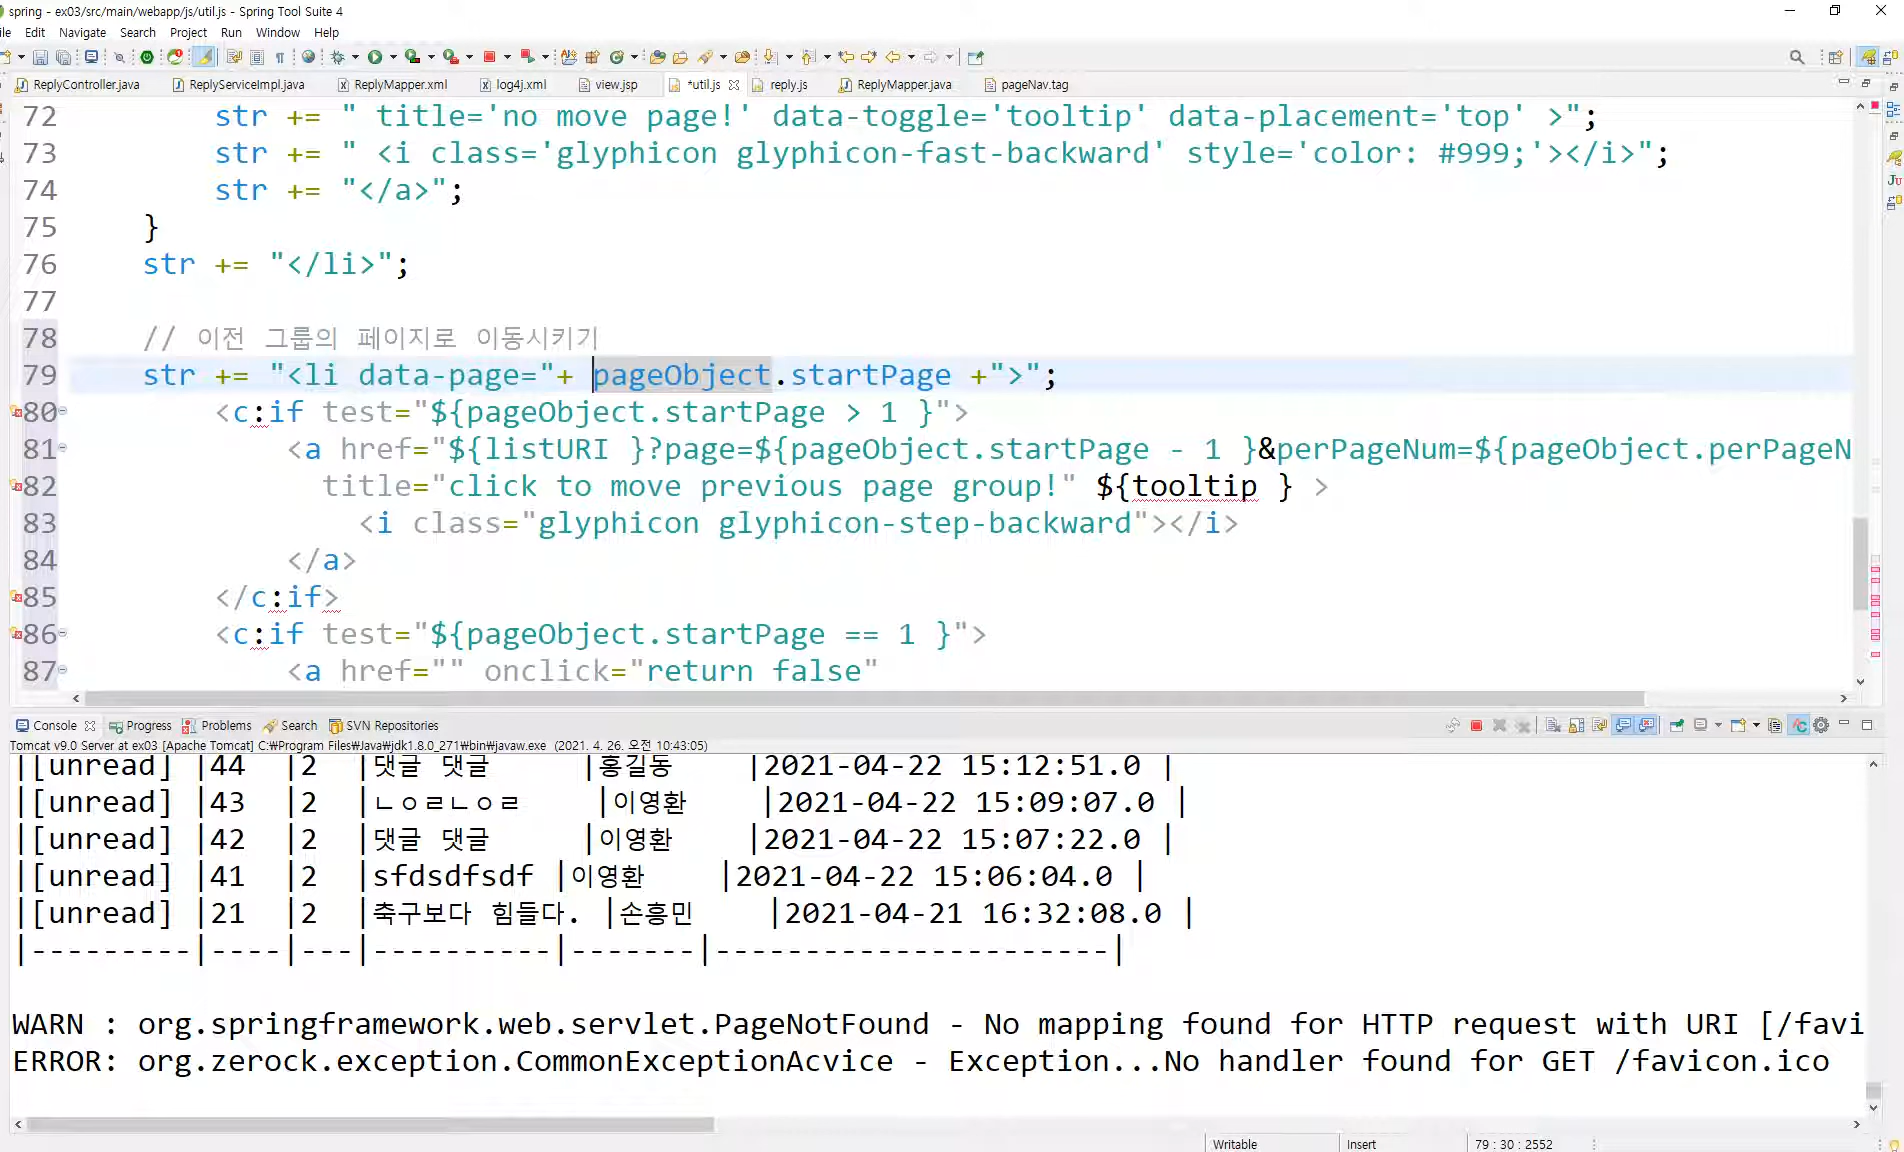 spring - ex03/src/main/webapp/js/util.js - Spring Tool Suite 4
ile Edit Navigate Search Project Run Window Help
ReplyController.java ReplyServiceImpl.java ReplyMapper.xml log4j.xml view.jsp *util.js reply.js ReplyMapper.java pageNav.tag
72 str += " title='no move page!' data-toggle='tooltip' data-placement='top' >";
73 str += " <i class='glyphicon glyphicon-fast-backward' style='color: #999;'></i>";
74 str += "</a>";
75 }
76 str += "</li>";
77
78 // 이전 그룹의 페이지로 이동시키기
79 str += "<li data-page="+ pageObject.startPage +">";
80 <c:if test="${pageObject.startPage > 1 }">
81 <a href="${listURI }?page=${pageObject.startPage - 1 }&perPageNum=${pageObject.perPageN
82 title="click to move previous page group!" ${tooltip } >
83 <i class="glyphicon glyphicon-step-backward"></i>
84 </a>
85 </c:if>
86 <c:if test="${pageObject.startPage == 1 }">
87 <a href="" onclick="return false"
Console Progress Problems Search SVN Repositories
Tomcat v9.0 Server at ex03 [Apache Tomcat] C:₩Program Files₩Java₩jdk1.8.0_271₩bin₩javaw.exe (2021. 4. 26. 오전 10:43:05)
|[unread] |44 |2 |댓글 댓글 |홍길동 |2021-04-22 15:12:51.0 |
|[unread] |43 |2 |ㄴㅇㄹㄴㅇㄹ |이영환 |2021-04-22 15:09:07.0 |
|[unread] |42 |2 |댓글 댓글 |이영환 |2021-04-22 15:07:22.0 |
|[unread] |41 |2 |sfdsdfsdf |이영환 |2021-04-22 15:06:04.0 |
|[unread] |21 |2 |축구보다 힘들다. |손흥민 |2021-04-21 16:32:08.0 |
|---------|----|---|----------|-------|----------------------|
WARN : org.springframework.web.servlet.PageNotFound - No mapping found for HTTP request with URI [/favi
ERROR: org.zerock.exception.CommonExceptionAcvice - Exception...No handler found for GET /favicon.ico
Writable Insert 79 : 30 : 2552